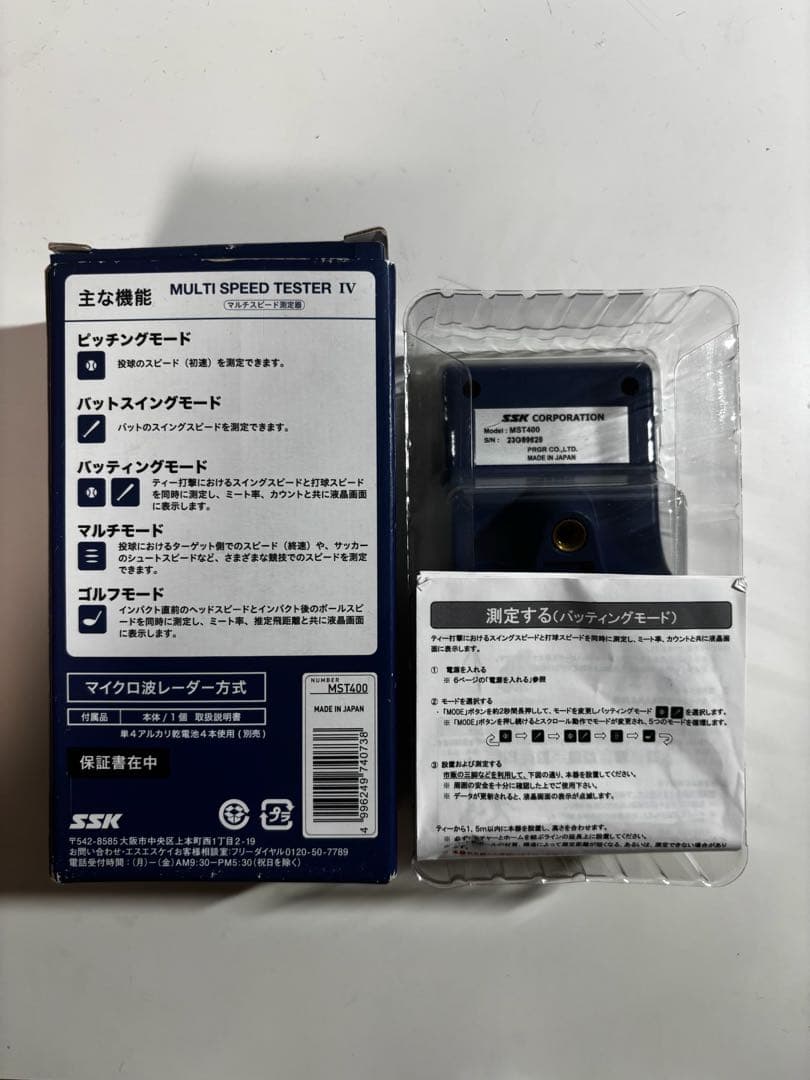 主な機能
MULTI SPEED TESTER IV
マルチスピード測定器
ピッチングモード
投球のスピード（初速）を測定できます。
バットスイングモード
バットのスイングスピードを測定できます。
バッティングモード
ティー打撃におけるスイングスピードと打球スピード
を同時に測定し、ミート率、カウントと共に液晶画面
に表示します。
マルチモード
投球におけるターゲット側でのスピード（終速）や、サッカー
のシュートスピードなど、さまざまな競技でのスピードを測定
できます。
ゴルフモード
インパクト直前のヘッドスピードとインパクト後のボールスピ
ードを同時に測定し、ミート率、推定飛距離と共に液晶画面
に表示します。
マイクロ波レーダー方式
付属品 本体/1個 取扱説明書
単4アルカリ乾電池4本使用(別売)
保証書在中
NUMBER
MST400
MADE IN JAPAN
4 996249 740738
SSK
プラ
〒542-8585 大阪市中央区上本町西1丁目2-19
お問い合わせ・エスエスケイお客様相談室:フリーダイヤル0120-50-7789
電話受付時間:(月)ー(金)AM9:30-PM5:30(祝日を除く)
SSK CORPORATION
Model : MST400
S/N : 23G89628
PRGR CO.,LTD.
MADE IN JAPAN
測定する(バッティングモード)
ティー打撃におけるスイングスピードと打球スピードを同時に測定し、ミート率、カウントと共に液晶画
面に表示します。
① 電源を入れる
※ 6ページの「電源を入れる」参照
② モードを選択する
・「MODE」ボタンを約2秒間長押しして、モードを変更しバッティングモード を選択します。
※「MODE」ボタンを押し続けるとスクロール動作でモードが変更され、5つのモードを循環します。
③ 設置および測定する
市販の三脚などを利用して、下図の通り、本器を設置してください。
※ 周囲の安全を十分に確認した上でご使用下さい。
※ データが更新されると、液晶画面の表示が点滅します。
ティーから1.5m以内に本器を設置し、高さを合わせます。